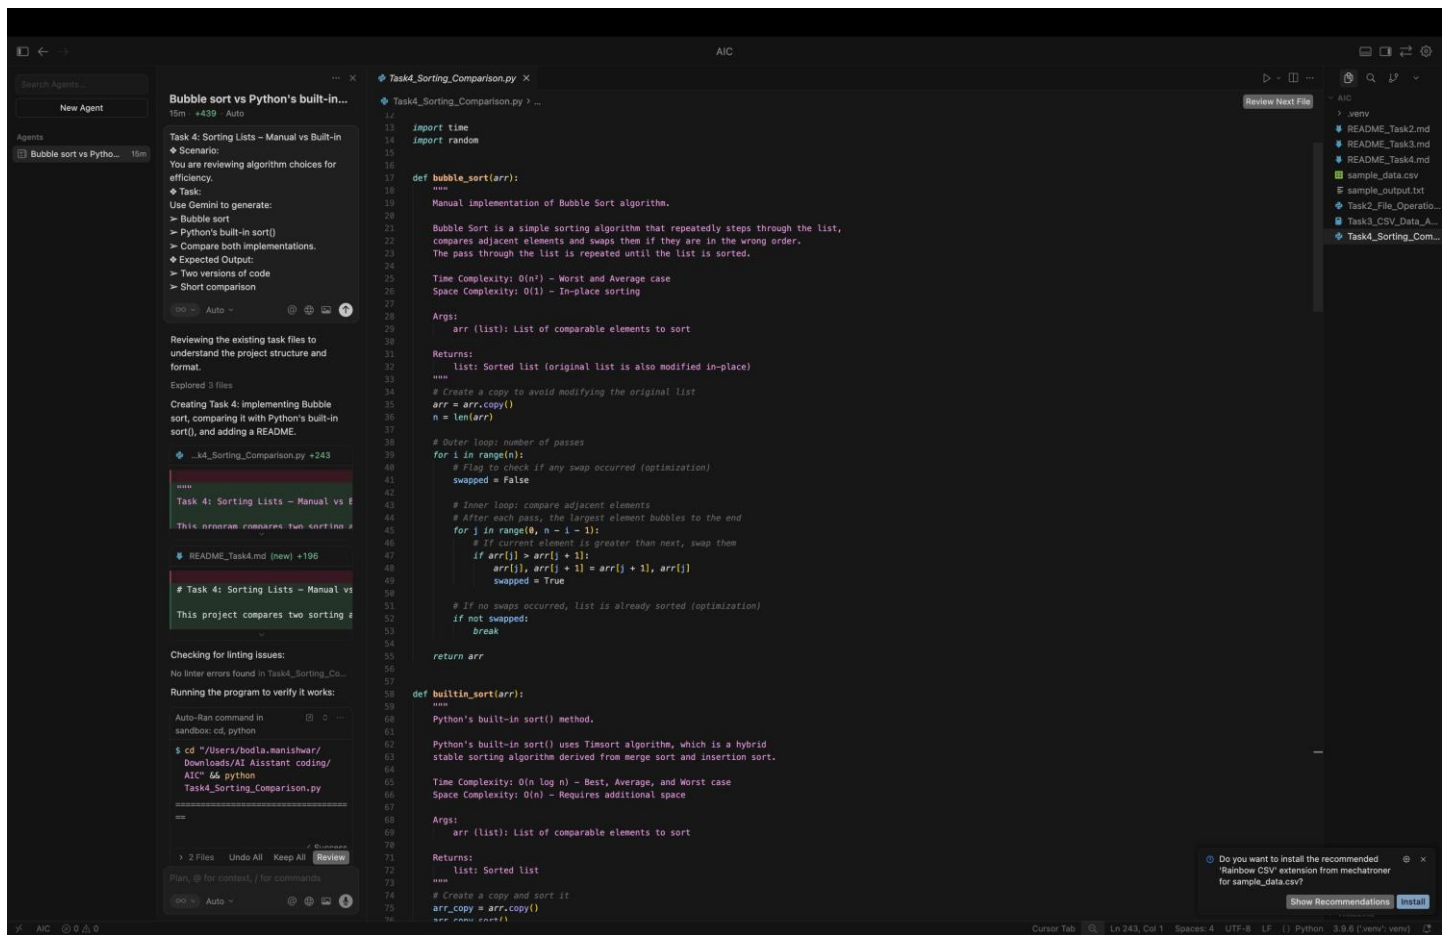 AIC
Search Agents...
New Agent
Agents
Bubble sort vs Pytho... 15m
Bubble sort vs Python's built-in...
15m · +439 · Auto
Task 4: Sorting Lists – Manual vs Built-in
❖ Scenario:
You are reviewing algorithm choices for
efficiency.
❖ Task:
Use Gemini to generate:
➢ Bubble sort
➢ Python's built-in sort()
➢ Compare both implementations.
❖ Expected Output:
➢ Two versions of code
➢ Short comparison
Auto
Reviewing the existing task files to
understand the project structure and
format.
Explored 3 files
Creating Task 4: implementing Bubble
sort, comparing it with Python's built-in
sort(), and adding a README.
...k4_Sorting_Comparison.py +243
"""
Task 4: Sorting Lists – Manual vs B
This program compares two sorting a
README_Task4.md (new) +196
# Task 4: Sorting Lists – Manual vs
This project compares two sorting a
Checking for linting issues:
No linter errors found in Task4_Sorting_Co...
Running the program to verify it works:
Auto-Ran command in
sandbox: cd, python
$ cd "/Users/bodla.manishwar/
Downloads/AI Aisstant coding/
AIC" && python
Task4_Sorting_Comparison.py
==================================
==
> 2 Files Undo All Keep All Review
Plan, @ for context, / for commands
Auto
Task4_Sorting_Comparison.py
Task4_Sorting_Comparison.py > ...
Review Next File
12
13 import time
14 import random
15
16
17 def bubble_sort(arr):
18 """
19 Manual implementation of Bubble Sort algorithm.
20
21 Bubble Sort is a simple sorting algorithm that repeatedly steps through the list,
22 compares adjacent elements and swaps them if they are in the wrong order.
23 The pass through the list is repeated until the list is sorted.
24
25 Time Complexity: O(n²) – Worst and Average case
26 Space Complexity: O(1) – In-place sorting
27
28 Args:
29 arr (list): List of comparable elements to sort
30
31 Returns:
32 list: Sorted list (original list is also modified in-place)
33 """
34 # Create a copy to avoid modifying the original list
35 arr = arr.copy()
36 n = len(arr)
37
38 # Outer loop: number of passes
39 for i in range(n):
40 # Flag to check if any swap occurred (optimization)
41 swapped = False
42
43 # Inner loop: compare adjacent elements
44 # After each pass, the largest element bubbles to the end
45 for j in range(0, n - i - 1):
46 # If current element is greater than next, swap them
47 if arr[j] > arr[j + 1]:
48 arr[j], arr[j + 1] = arr[j + 1], arr[j]
49 swapped = True
50
51 # If no swaps occurred, list is already sorted (optimization)
52 if not swapped:
53 break
54
55 return arr
56
57
58 def builtin_sort(arr):
59 """
60 Python's built-in sort() method.
61
62 Python's built-in sort() uses Timsort algorithm, which is a hybrid
63 stable sorting algorithm derived from merge sort and insertion sort.
64
65 Time Complexity: O(n log n) – Best, Average, and Worst case
66 Space Complexity: O(n) – Requires additional space
67
68 Args:
69 arr (list): List of comparable elements to sort
70
71 Returns:
72 list: Sorted list
73 """
74 # Create a copy and sort it
75 arr_copy = arr.copy()
76 arr_copy.sort()
AIC
> .venv
README_Task2.md
README_Task3.md
README_Task4.md
sample_data.csv
sample_output.txt
Task2_File_Operatio...
Task3_CSV_Data_A...
Task4_Sorting_Com...
Do you want to install the recommended
'Rainbow CSV' extension from mechatroner
for sample_data.csv?
Show Recommendations Install
AIC 0 0 Cursor Tab Ln 243, Col 1 Spaces: 4 UTF-8 LF {} Python 3.9.6 ('.venv': venv)